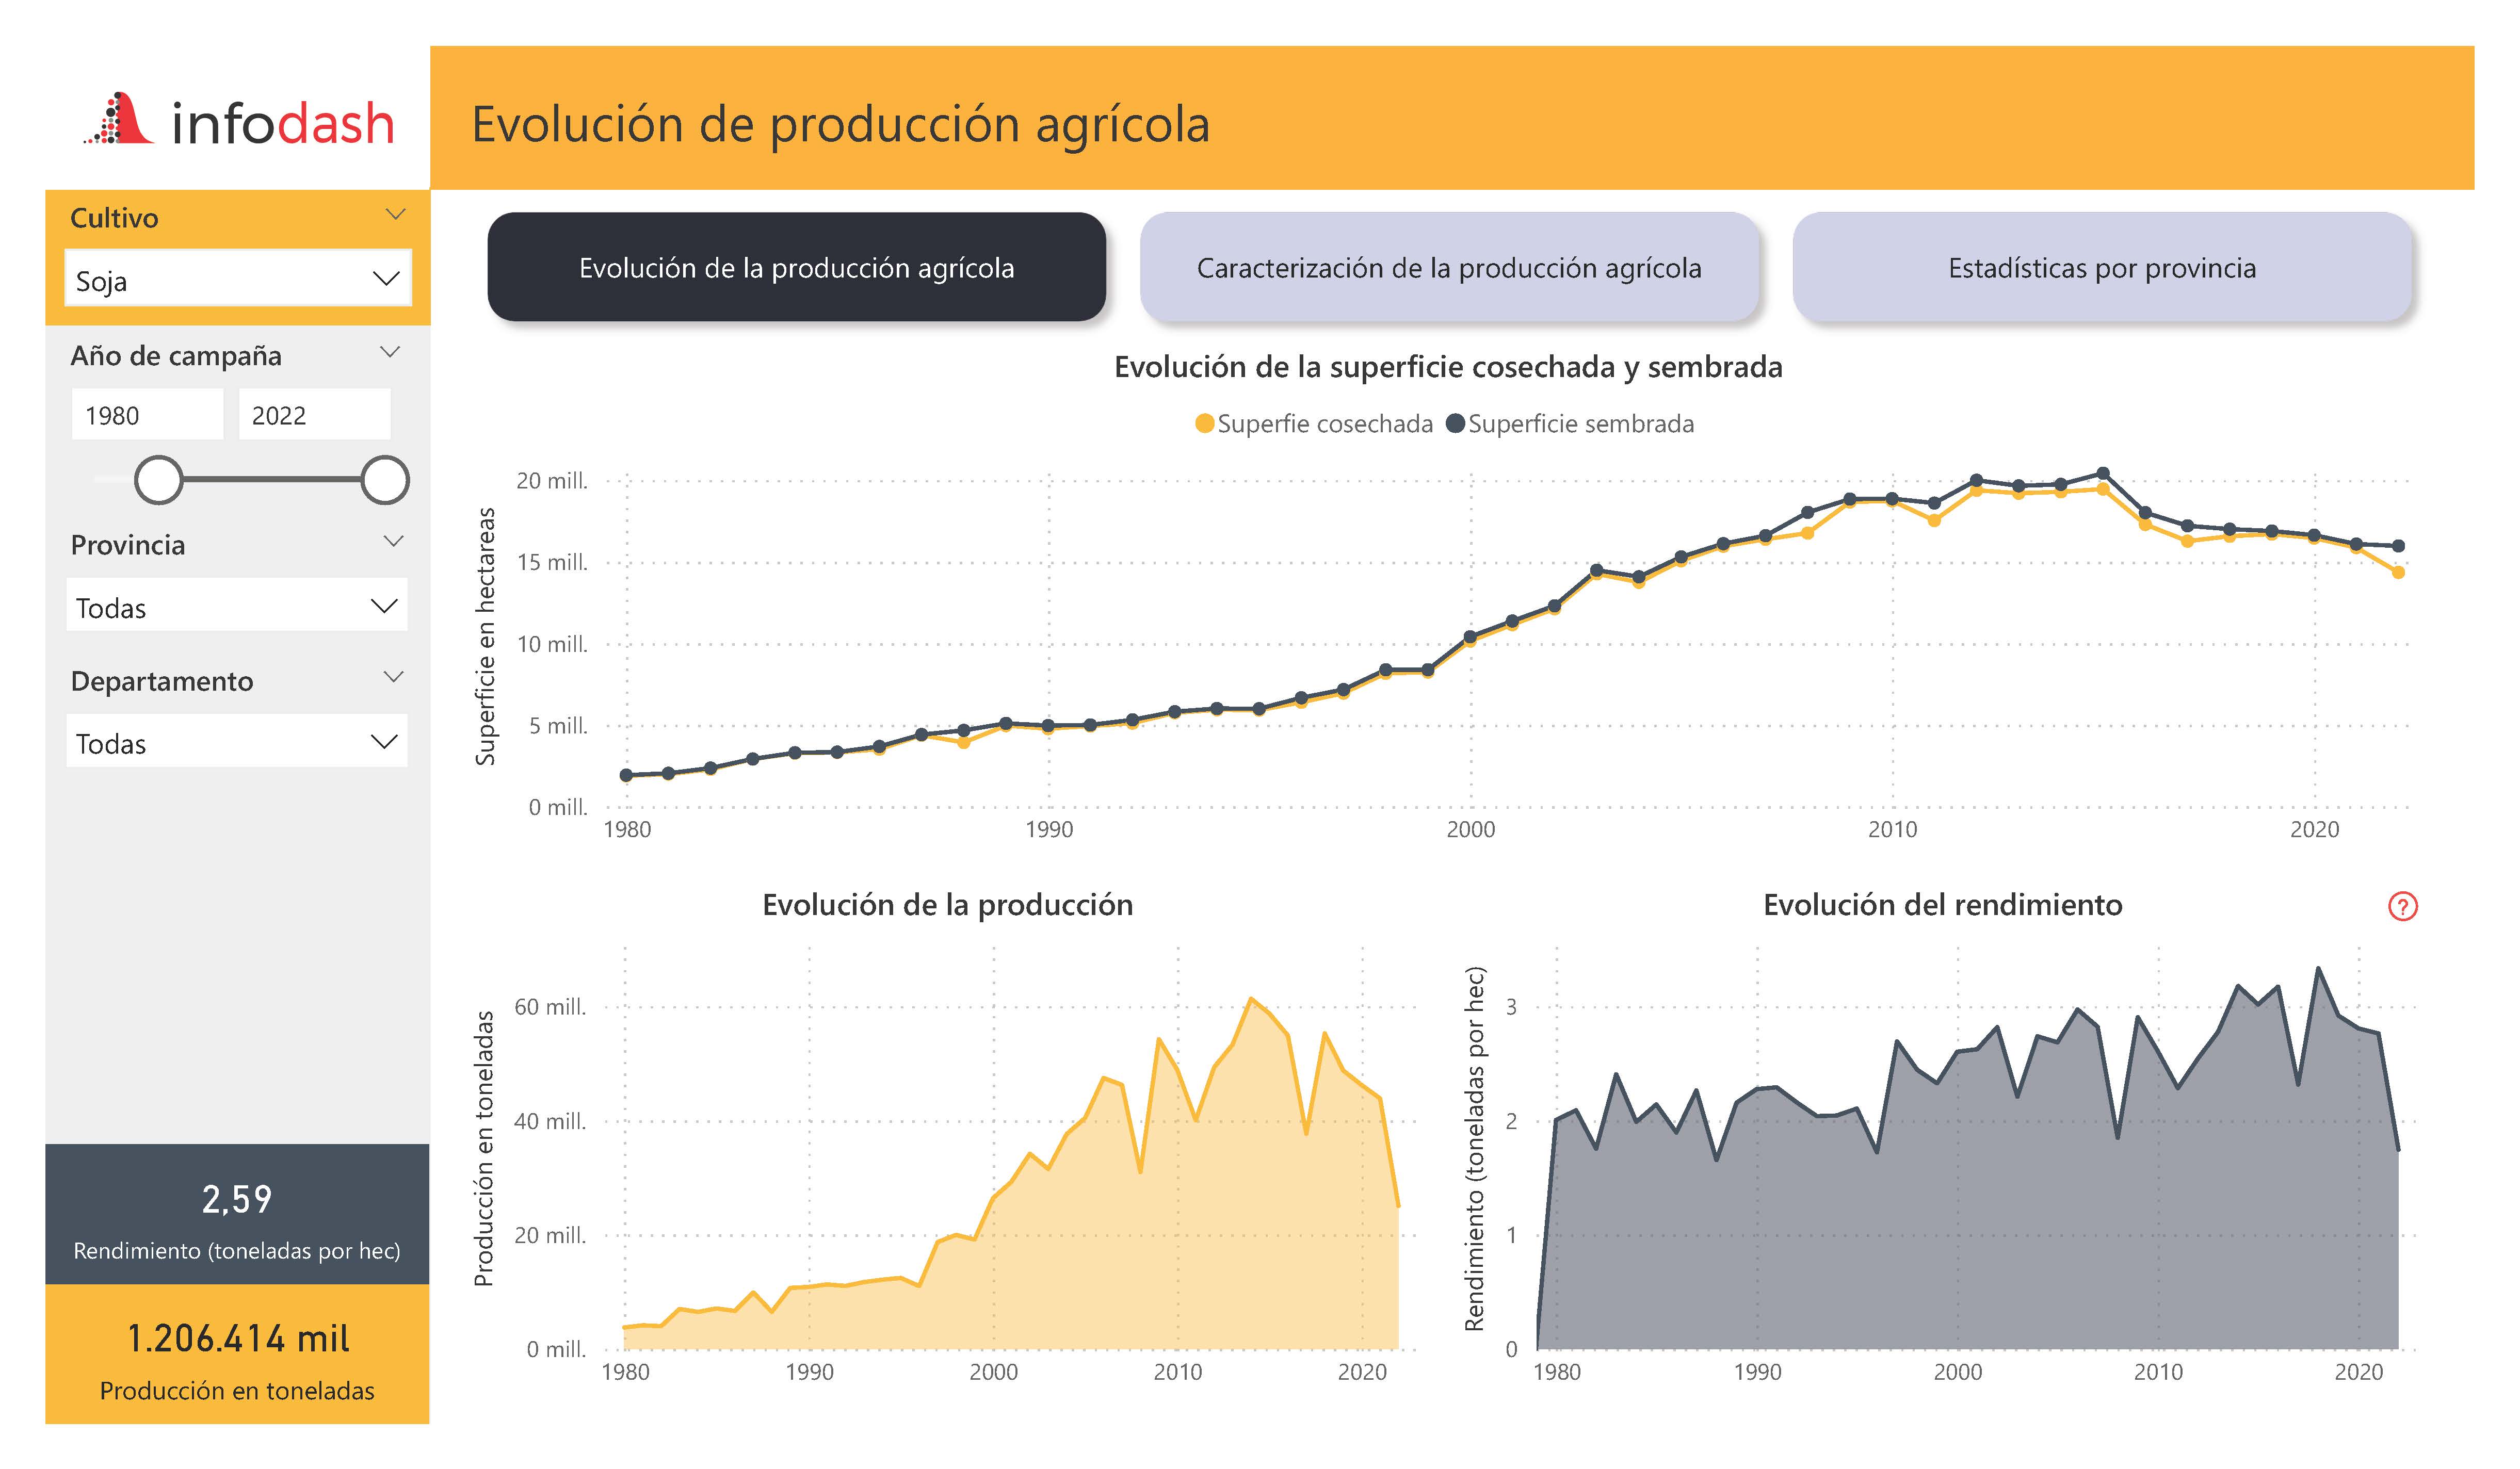 infodash
Evolución de producción agrícola
Cultivo
Soja
Año de campaña
1980
2022
Provincia
Todas
Departamento
Todas
2,59
Rendimiento (toneladas por hec)
1.206.414 mil
Producción en toneladas
Evolución de la producción agrícola
Caracterización de la producción agrícola
Estadísticas por provincia
Evolución de la superficie cosechada y sembrada
Superfie cosechada
Superficie sembrada
Superficie en hectareas
20 mill.
15 mill.
10 mill.
5 mill.
0 mill.
1980
1990
2000
2010
2020
Evolución de la producción
Producción en toneladas
60 mill.
40 mill.
20 mill.
0 mill.
1980
1990
2000
2010
2020
Evolución del rendimiento
?
Rendimiento (toneladas por hec)
3
2
1
0
1980
1990
2000
2010
2020